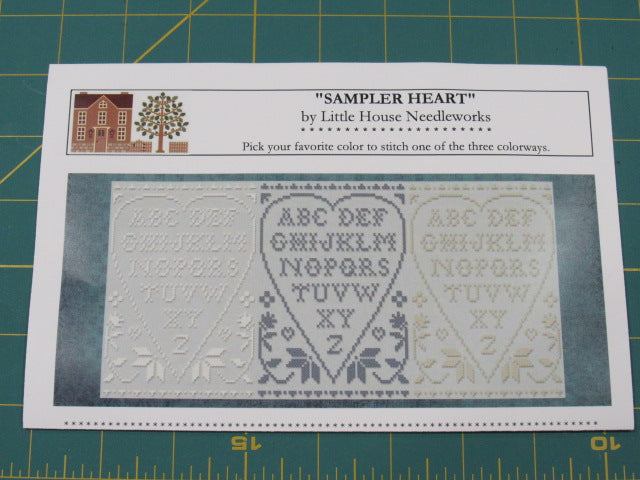 "SAMPLER HEART"
by Little House Needleworks
************************
Pick your favorite color to stitch one of the three colorways.
ABC DEF
GHIJKLM
NOPQRS
TUVW
XY
Z
ABC DEF
GHIJKLM
NOPQRS
TUVW
XY
Z
ABC DEF
GHIJKLM
NOPQRS
TUVW
XY
Z
15
10